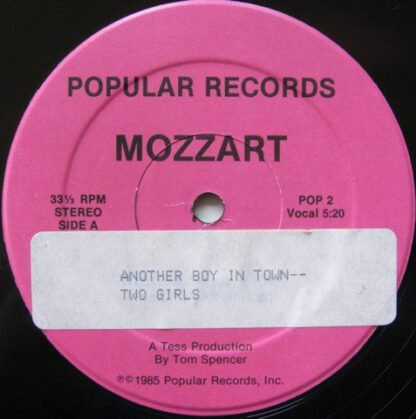 POPULAR RECORDS
MOZZART
33⅓ RPM
STEREO
SIDE A
POP 2
Vocal 5:20
ANOTHER BOY IN TOWN--
TWO GIRLS
A Tess Production
By Tom Spencer
℗©1985 Popular Records, Inc.